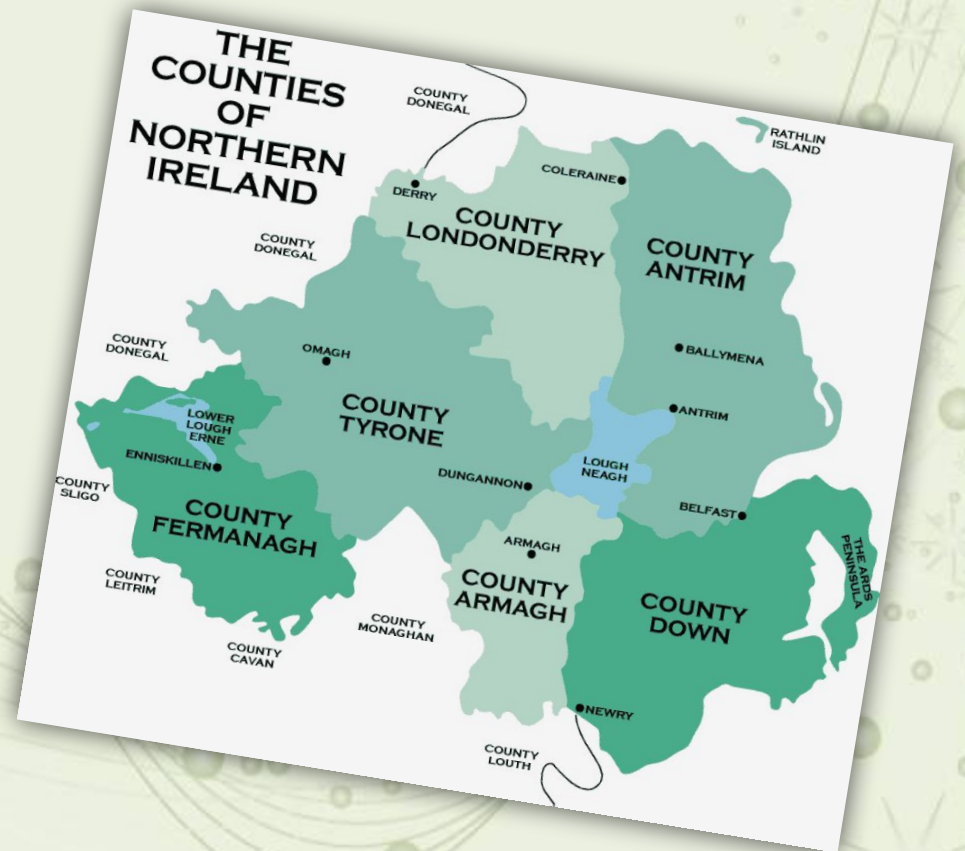 THE
COUNTIES
OF
NORTHERN
IRELAND
COUNTY
DONEGAL
RATHLIN
ISLAND
COLERAINE
DERRY
COUNTY
LONDONDERRY
COUNTY
DONEGAL
COUNTY
ANTRIM
COUNTY
DONEGAL
OMAGH
BALLYMENA
COUNTY
TYRONE
ANTRIM
LOWER
LOUGH
ERNE
ENNISKILLEN
LOUGH
NEAGH
DUNGANNON
COUNTY
SLIGO
BELFAST
COUNTY
FERMANAGH
ARMAGH
THE ARDS
PENINSULA
COUNTY
LEITRIM
COUNTY
ARMAGH
COUNTY
DOWN
COUNTY
MONAGHAN
COUNTY
CAVAN
NEWRY
COUNTY
LOUTH